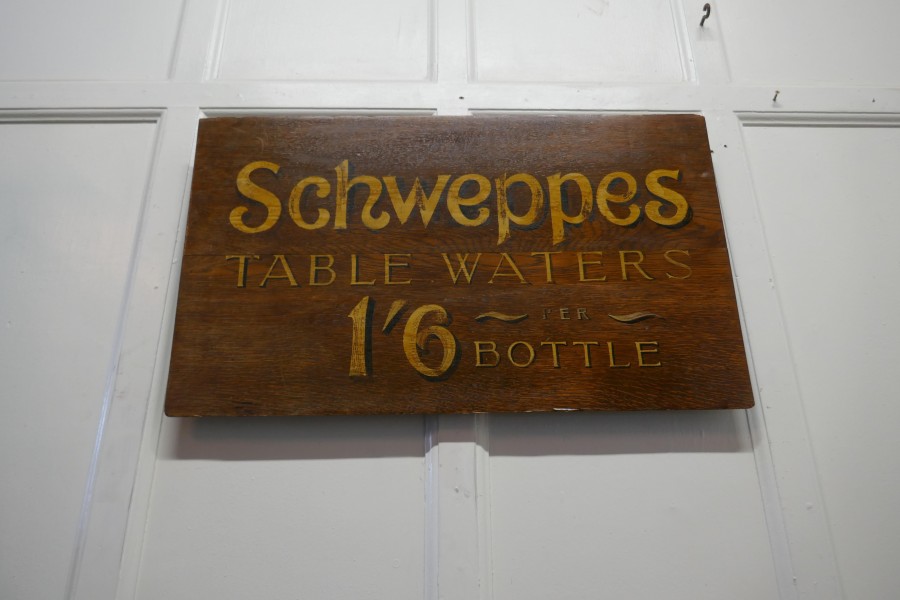 Schweppes
TABLE WATERS
1'6 PER
BOTTLE